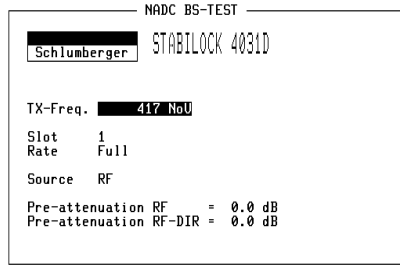 NADC BS-TEST
Schlumberger
STABILOCK 4031D
TX-Freq. 417 NoU
Slot 1
Rate Full
Source RF
Pre-attenuation RF = 0.0 dB
Pre-attenuation RF-DIR = 0.0 dB